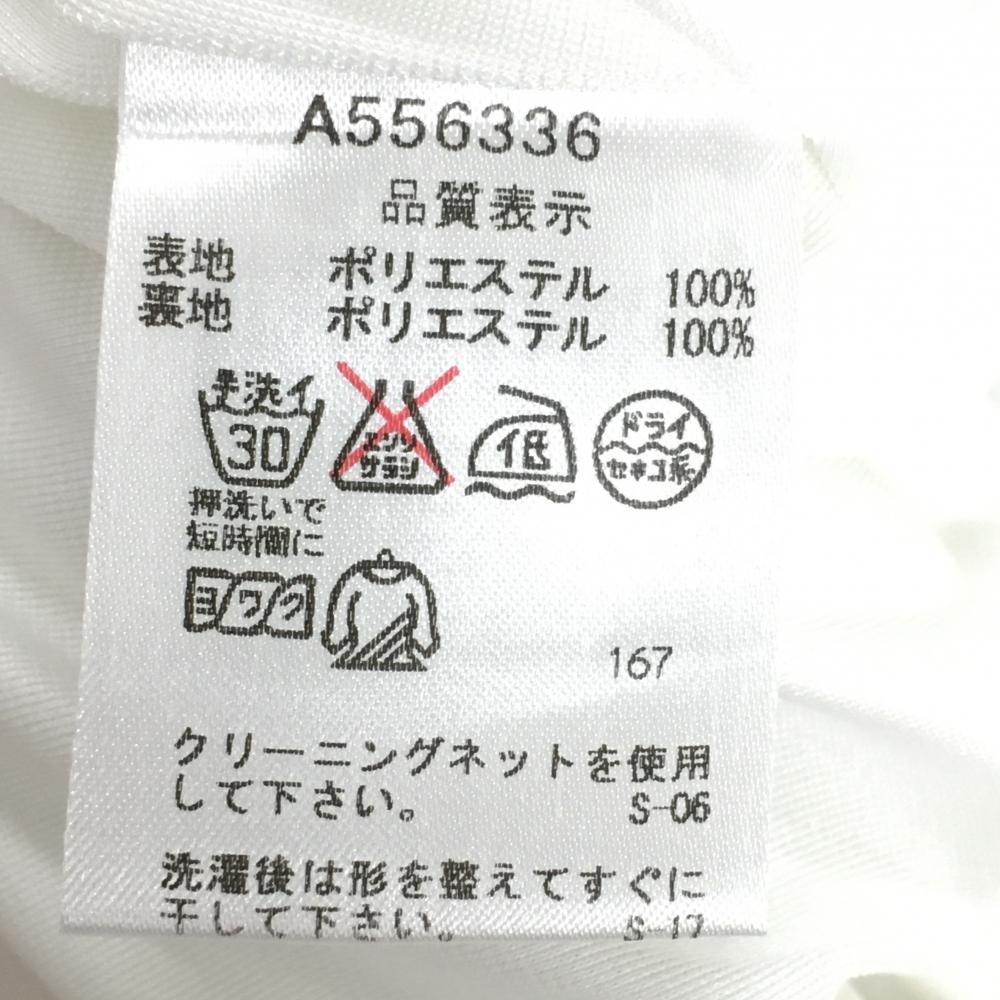 A556336
品質表示
表地 ポリエステル 100%
裏地 ポリエステル 100%
手洗イ
30
エンソ
サラシ
低
ドライ
セキユ系
押洗いで
短時間に
ヨワク
167
クリーニングネットを使用
して下さい。 S-06
洗濯後は形を整えてすぐに
干して下さい。 S-17